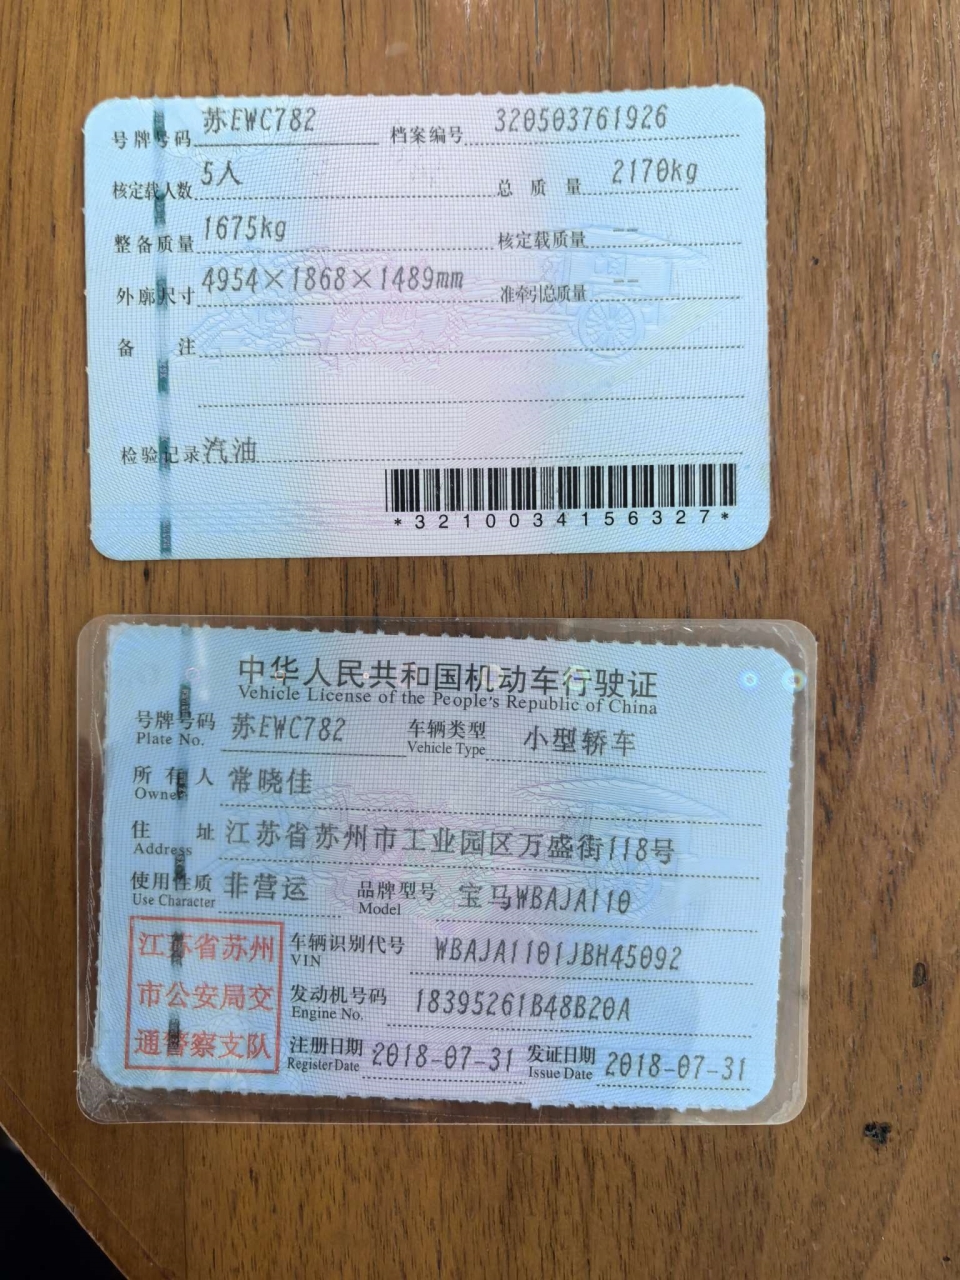 号牌号码 苏EWC782 档案编号 320503761926
核定载人数 5人 总质量 2170kg
整备质量 1675kg 核定载质量 --
外廓尺寸 4954×1868×1489mm 准牵引总质量 --
备注
检验记录 汽油
*3210034156327*
中华人民共和国机动车行驶证
Vehicle License of the People's Republic of China
号牌号码 苏EWC782 车辆类型 小型轿车
Plate No. Vehicle Type
所有人 常晓佳
Owner
住址 江苏省苏州市工业园区万盛街118号
Address
使用性质 非营运 品牌型号 宝马WBAJA110
Use Character Model
江苏省苏州 车辆识别代号 WBAJA1101JBH45092
VIN
市公安局交 发动机号码 18395261B48B20A
Engine No.
通警察支队 注册日期 2018-07-31 发证日期 2018-07-31
Register Date Issue Date